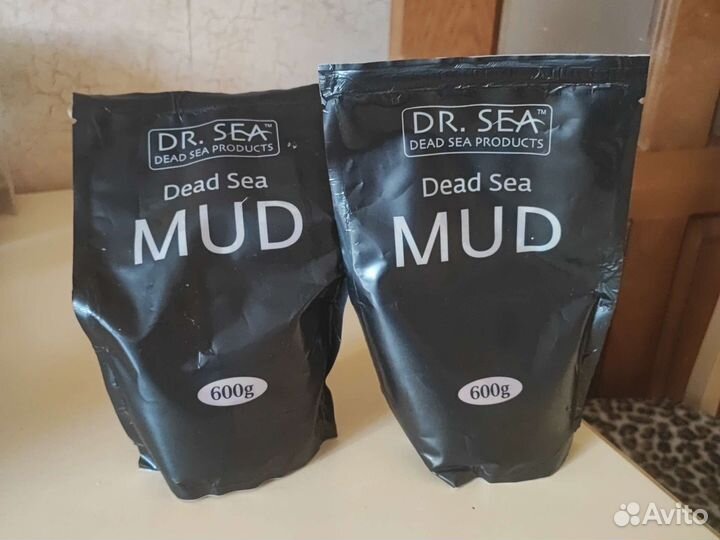 DR. SEA™
DEAD SEA PRODUCTS
Dead Sea
MUD
600g
DR. SEA™
DEAD SEA PRODUCTS
Dead Sea
MUD
600g
Avito